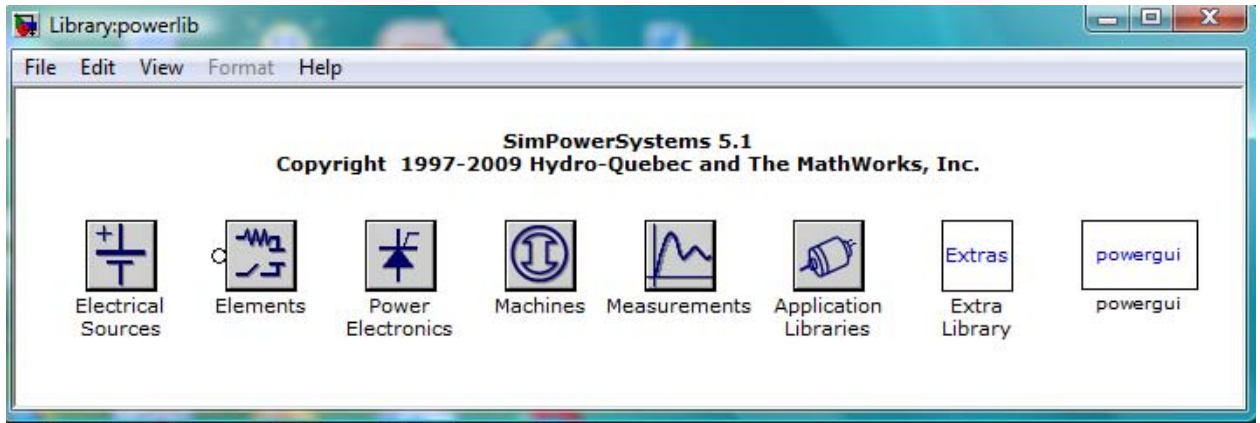 Library:powerlib
File Edit View Format Help
SimPowerSystems 5.1
Copyright 1997-2009 Hydro-Quebec and The MathWorks, Inc.
Extras
powergui
Electrical Sources
Elements
Power Electronics
Machines
Measurements
Application Libraries
Extra Library
powergui